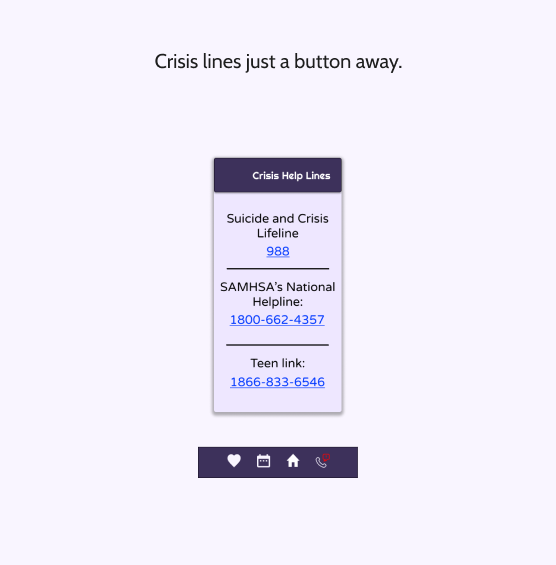 Crisis lines just a button away.
Crisis Help Lines
Suicide and Crisis
Lifeline
988
SAMHSA's National
Helpline:
1800-662-4357
Teen link:
1866-833-6546